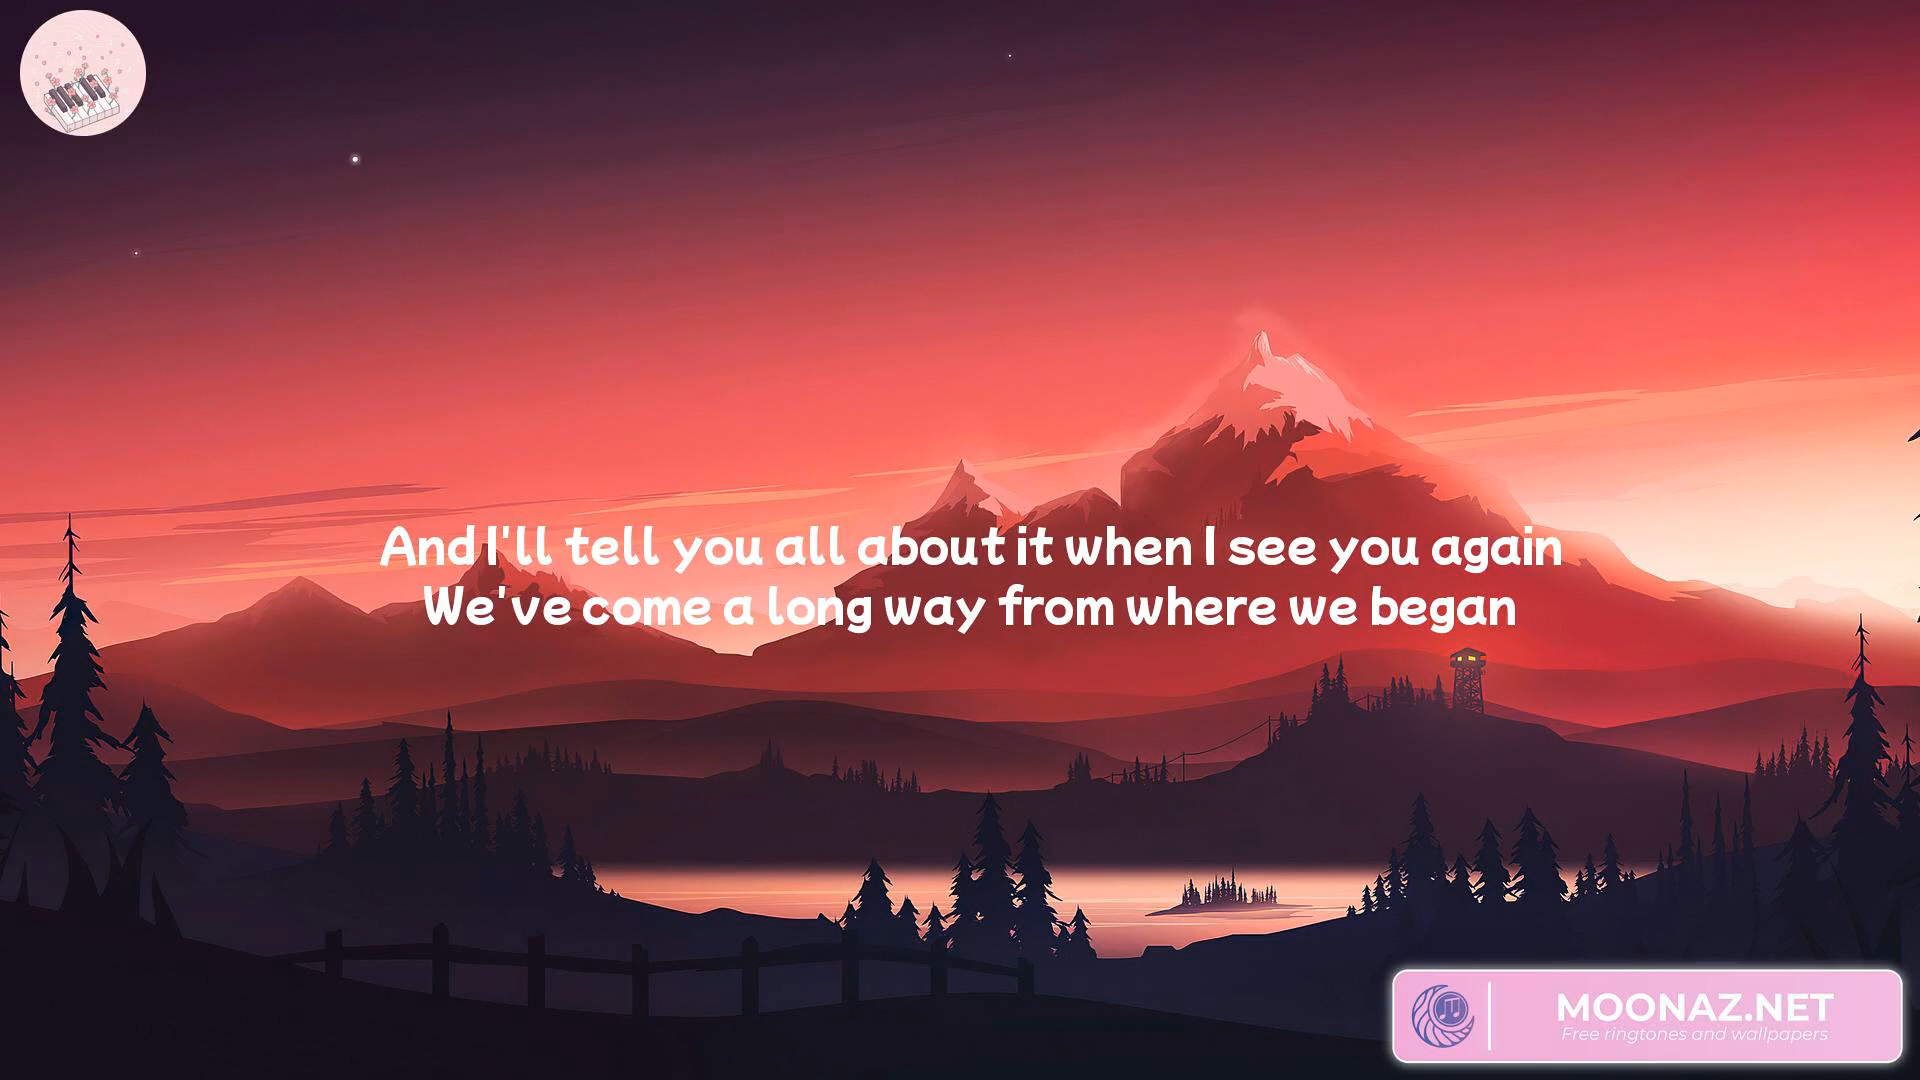 And I'll tell you all about it when I see you again
We've come a long way from where we began
MOONAZ.NET
Free ringtones and wallpapers